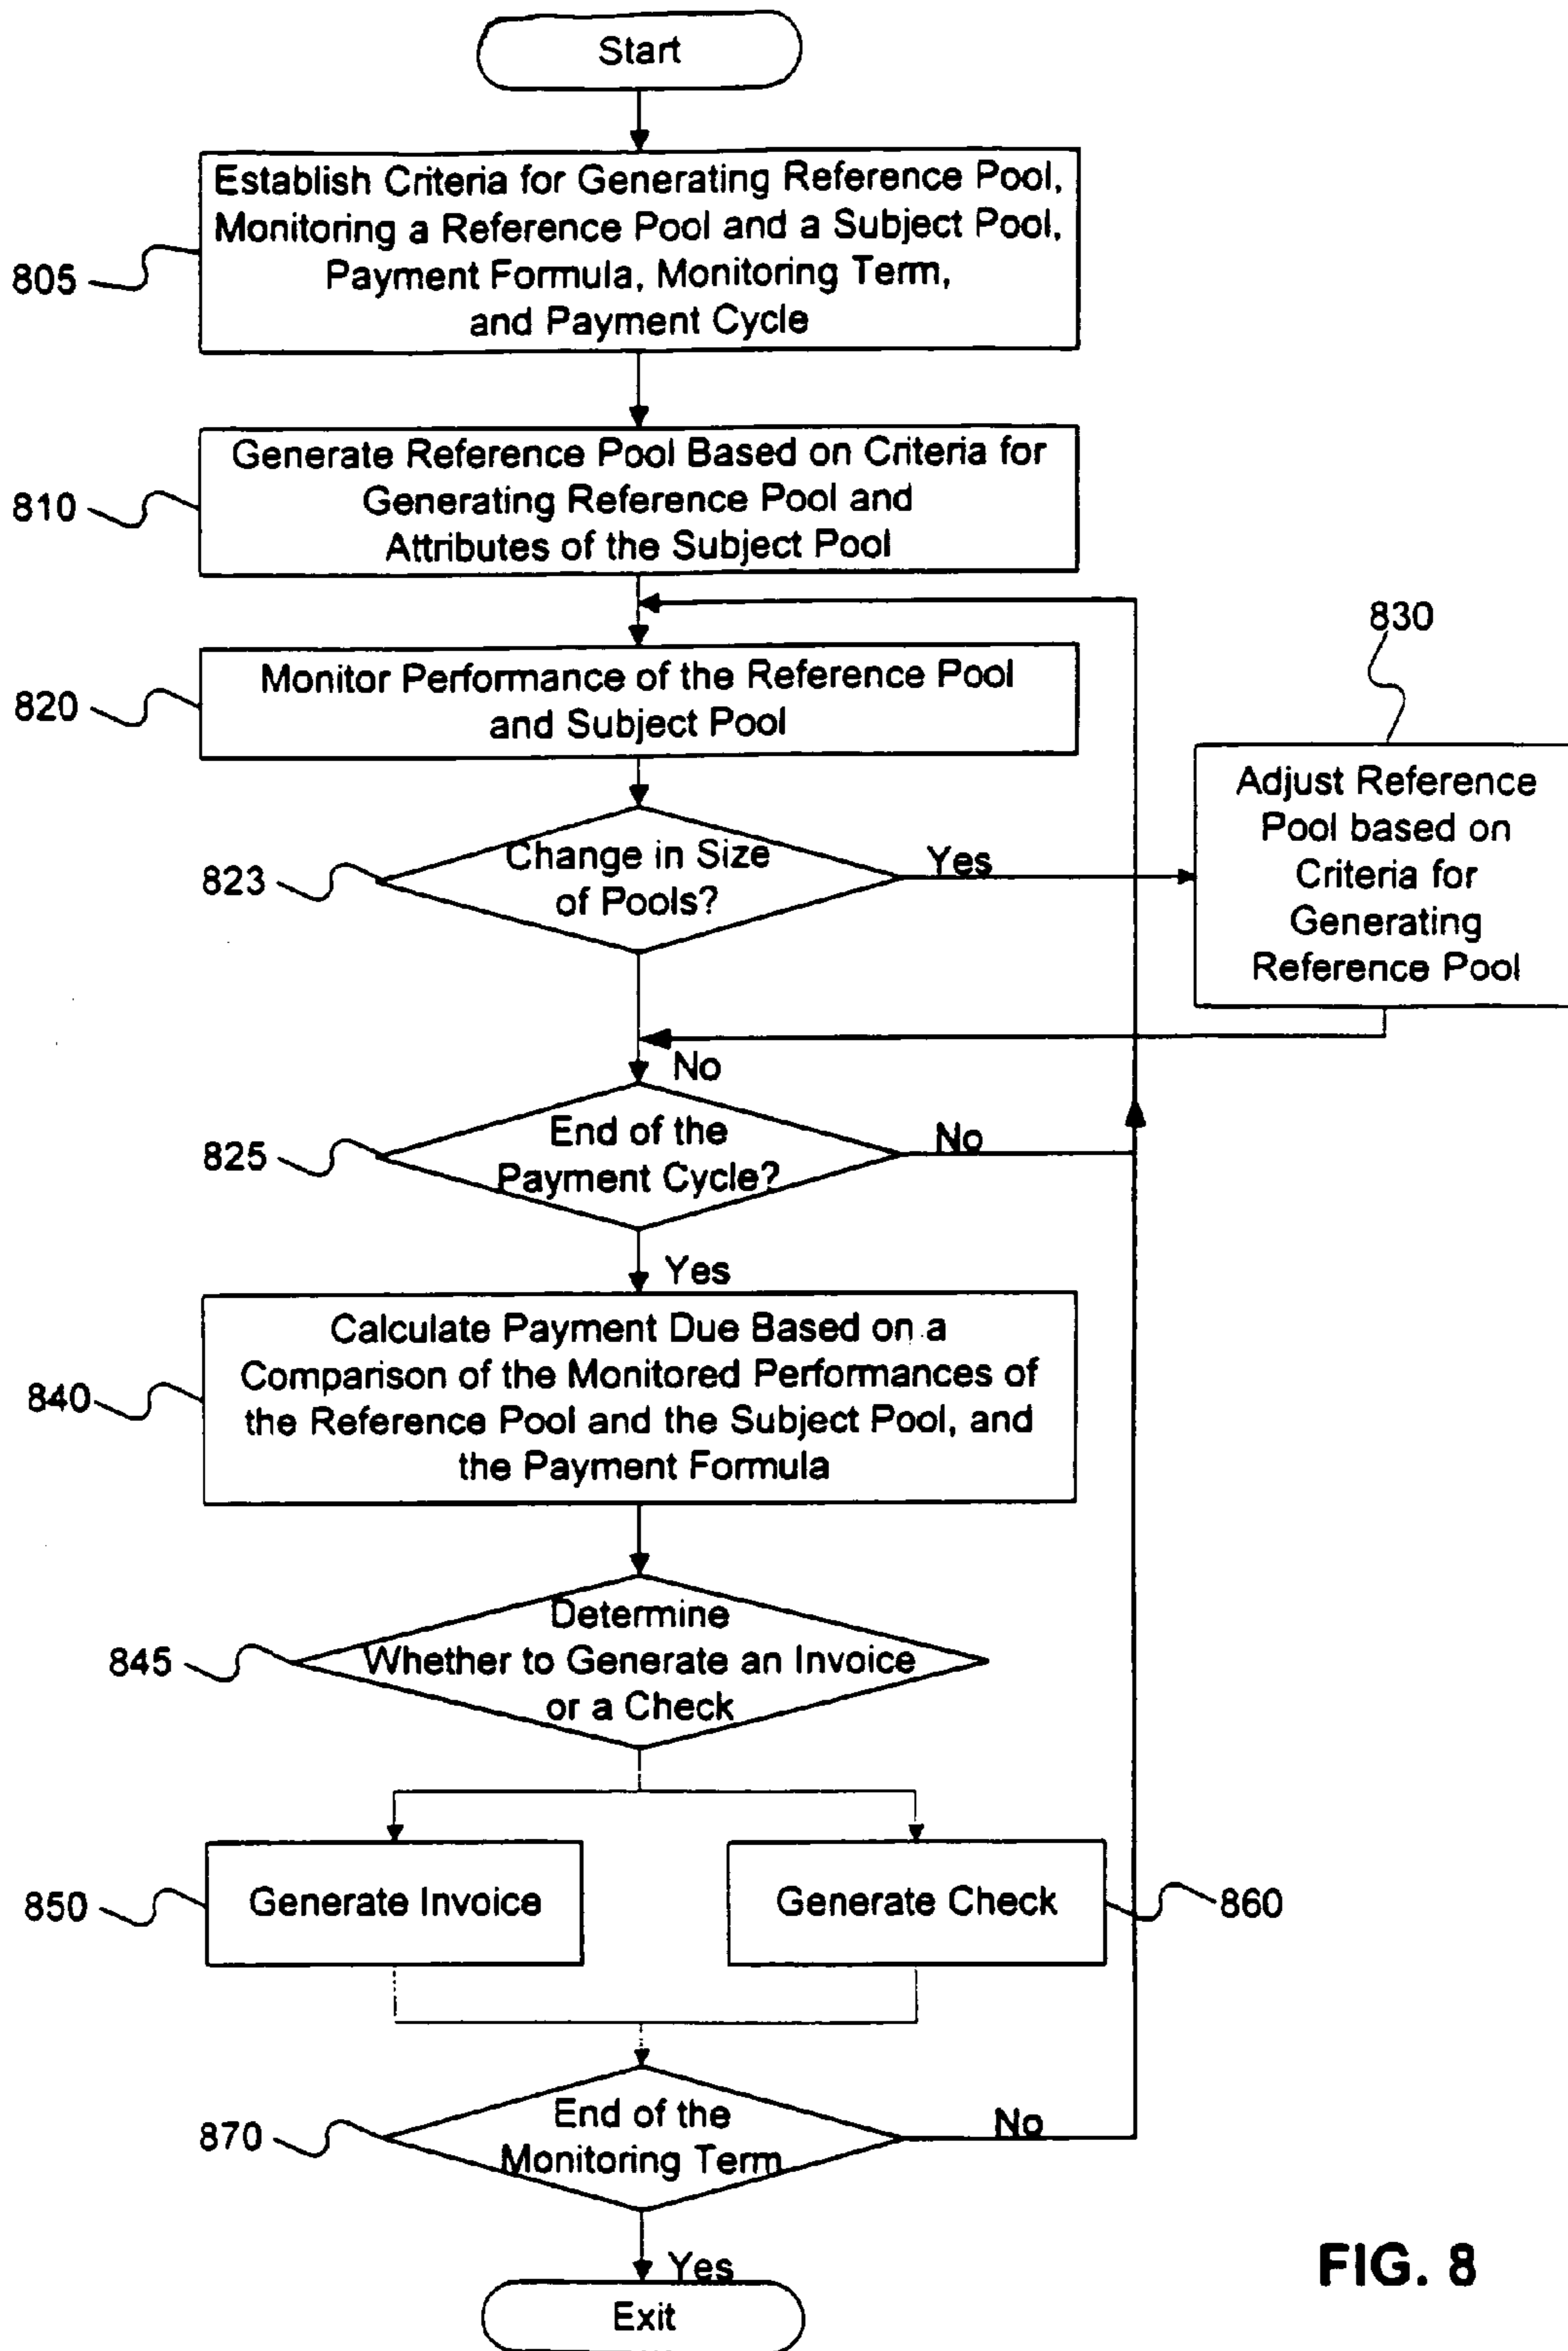 Start
805
Establish Criteria for Generating Reference Pool,
Monitoring a Reference Pool and a Subject Pool,
Payment Formula, Monitoring Term,
and Payment Cycle
810
Generate Reference Pool Based on Criteria for
Generating Reference Pool and
Attributes of the Subject Pool
820
Monitor Performance of the Reference Pool
and Subject Pool
823
Change in Size
of Pools?
Yes
830
Adjust Reference
Pool based on
Criteria for
Generating
Reference Pool
No
825
End of the
Payment Cycle?
No
Yes
840
Calculate Payment Due Based on a
Comparison of the Monitored Performances of
the Reference Pool and the Subject Pool, and
the Payment Formula
845
Determine
Whether to Generate an Invoice
or a Check
850
Generate Invoice
Generate Check
860
870
End of the
Monitoring Term
No
Yes
Exit
FIG. 8